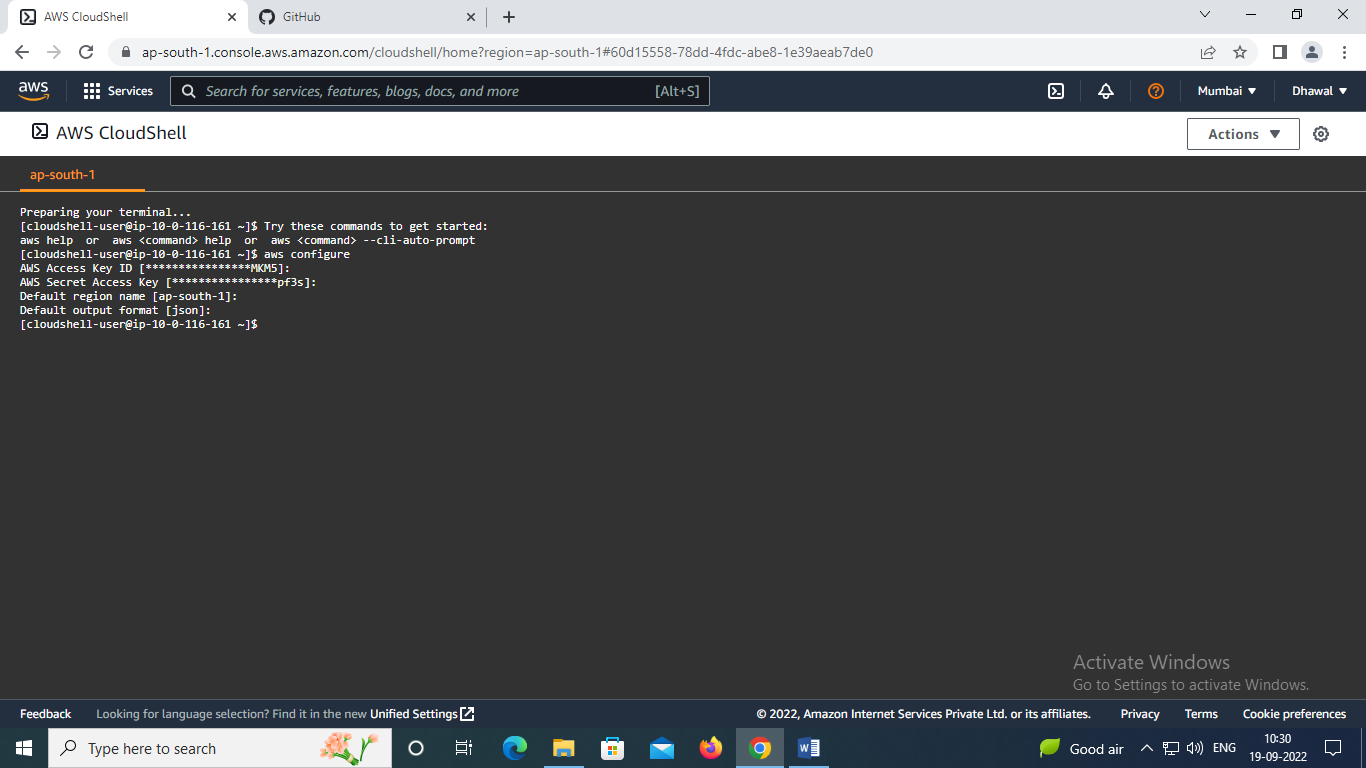 AWS CloudShell
GitHub
ap-south-1.console.aws.amazon.com/cloudshell/home?region=ap-south-1#60d15558-78dd-4fdc-abe8-1e39aeab7de0
aws
Services
Search for services, features, blogs, docs, and more
[Alt+S]
Mumbai
Dhawal
AWS CloudShell
Actions
ap-south-1
Preparing your terminal...
[cloudshell-user@ip-10-0-116-161 ~]$ Try these commands to get started:
aws help  or  aws <command> help  or  aws <command> --cli-auto-prompt
[cloudshell-user@ip-10-0-116-161 ~]$ aws configure
AWS Access Key ID [****************MKM5]:
AWS Secret Access Key [****************pf3s]:
Default region name [ap-south-1]:
Default output format [json]:
[cloudshell-user@ip-10-0-116-161 ~]$
Activate Windows
Go to Settings to activate Windows.
Feedback
Looking for language selection? Find it in the new Unified Settings
© 2022, Amazon Internet Services Private Ltd. or its affiliates.
Privacy
Terms
Cookie preferences
Type here to search
Good air
ENG
10:30
19-09-2022